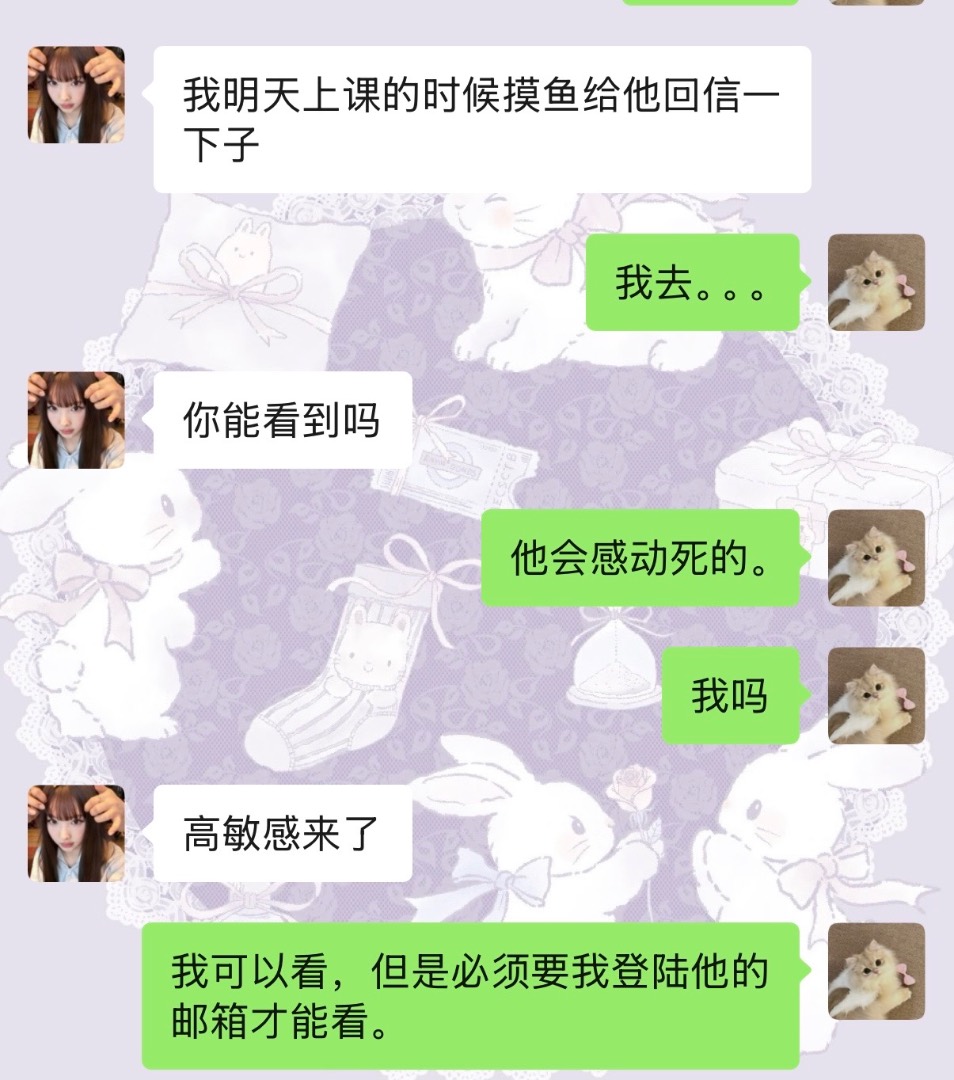 我明天上课的时候摸鱼给他回信一
下子
我去。。。
你能看到吗
他会感动死的。
我吗
高敏感来了
我可以看，但是必须要我登陆他的
邮箱才能看。